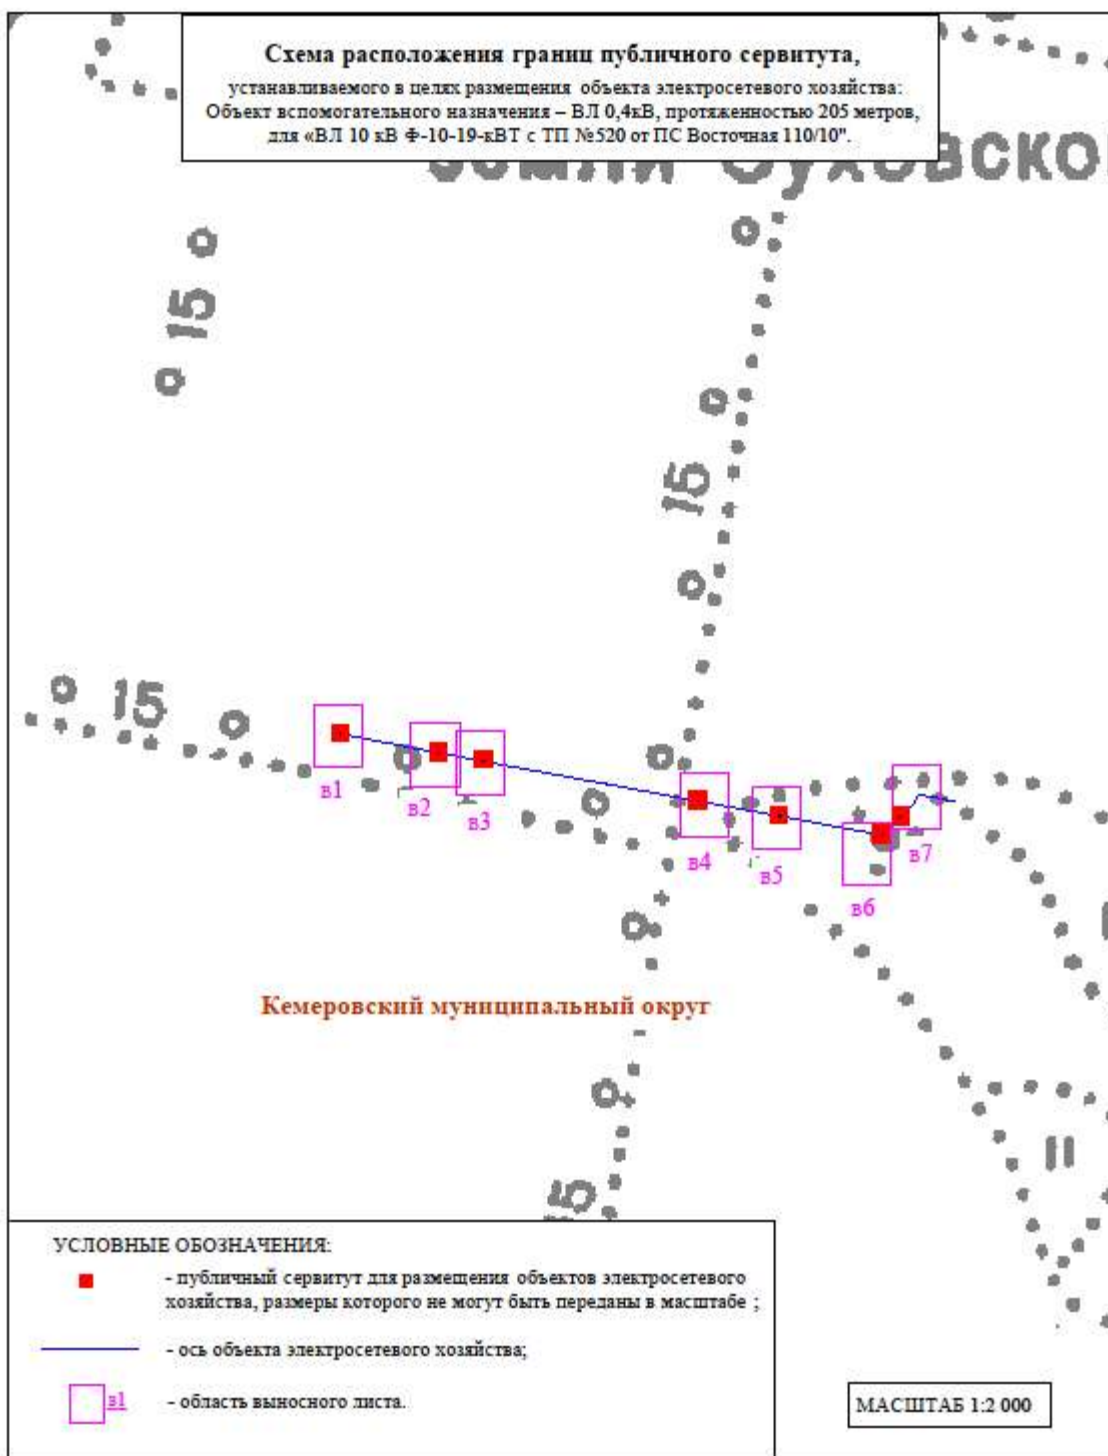 Схема расположения границ публичного сервитута,
устанавливаемого в целях размещения объекта электросетевого хозяйства:
Объект вспомогательного назначения – ВЛ 0,4кВ, протяженностью 205 метров,
для «ВЛ 10 кВ Ф-10-19-кВТ с ТП №520 от ПС Восточная 110/10".
15
15
15
в1
в2
в3
в4
в5
в6
в7
Кемеровский муниципальный округ
УСЛОВНЫЕ ОБОЗНАЧЕНИЯ:
- публичный сервитут для размещения объектов электросетевого
хозяйства, размеры которого не могут быть переданы в масштабе ;
- ось объекта электросетевого хозяйства;
в1
- область выносного листа.
МАСШТАБ 1:2 000